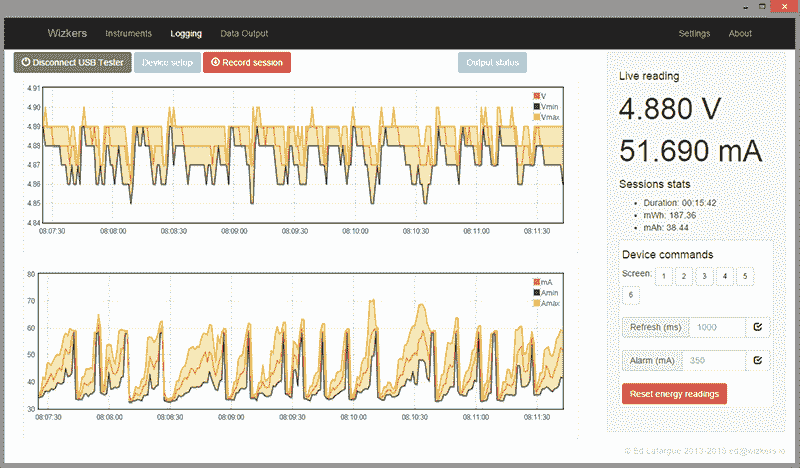 Wizkers Instruments Logging Data Output Settings About
Disconnect USB Tester Device setup Record session Output status
4.91
4.90
4.89
4.88
4.87
4.86
4.85
4.84
V
Vmin
Vmax
08:07:30 08:08:00 08:08:30 08:09:00 08:09:30 08:10:00 08:10:30 08:11:00 08:11:30
80
70
60
50
40
30
mA
Amin
Amax
08:07:30 08:08:00 08:08:30 08:09:00 08:09:30 08:10:00 08:10:30 08:11:00 08:11:30
Live reading
4.880 V
51.690 mA
Sessions stats
Duration: 00:15:42
mWh: 187.36
mAh: 38.44
Device commands
Screen: 1 2 3 4 5
6
Refresh (ms) 1000
Alarm (mA) 350
Reset energy readings
© Ed Lafargue